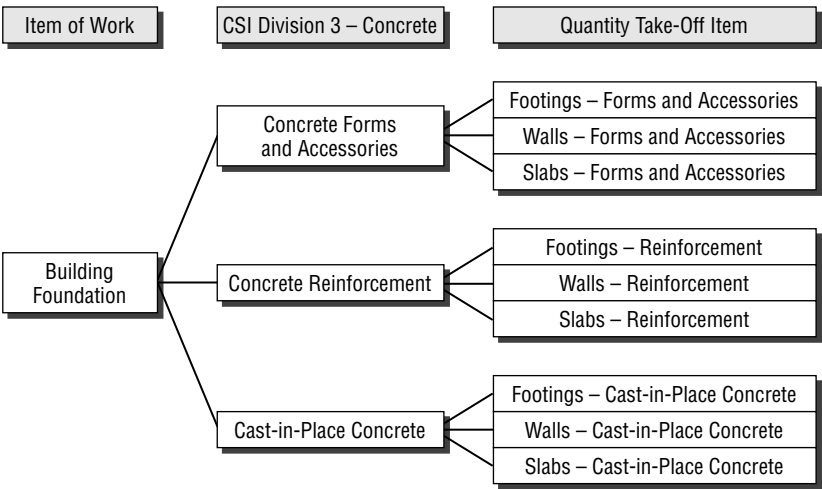 Item of Work
CSI Division 3 – Concrete
Quantity Take-Off Item
Building
Foundation
Concrete Forms
and Accessories
Footings – Forms and Accessories
Walls – Forms and Accessories
Slabs – Forms and Accessories
Concrete Reinforcement
Footings – Reinforcement
Walls – Reinforcement
Slabs – Reinforcement
Cast-in-Place Concrete
Footings – Cast-in-Place Concrete
Walls – Cast-in-Place Concrete
Slabs – Cast-in-Place Concrete